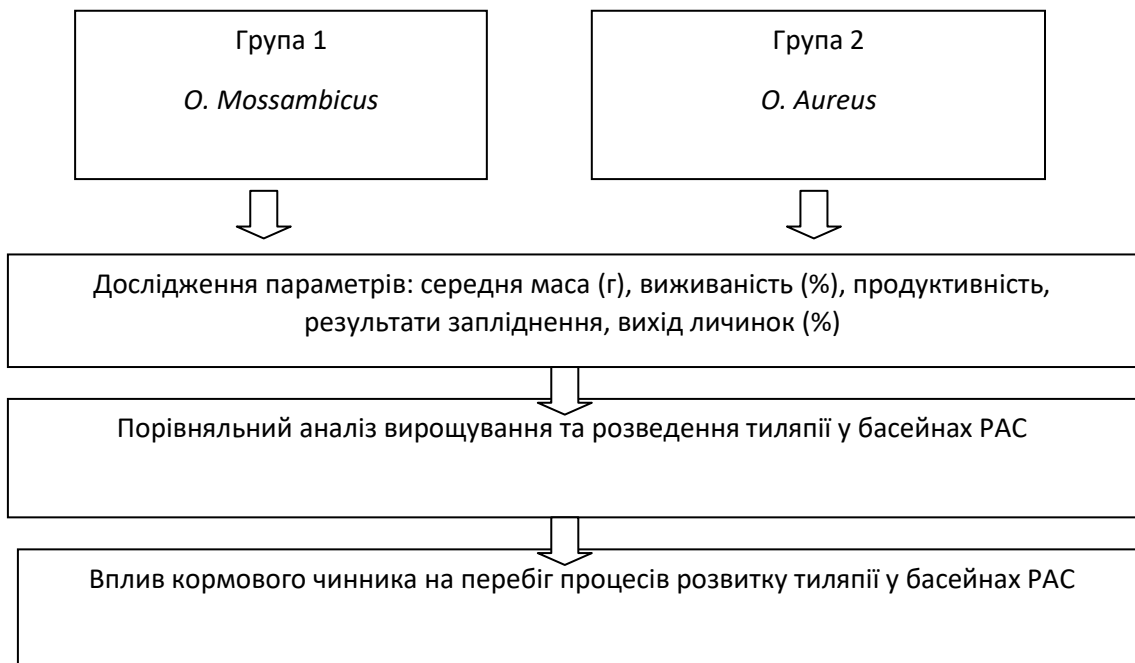 Група 1
O. Mossambicus
Група 2
O. Aureus
Дослідження параметрів: середня маса (г), виживаність (%), продуктивність,
результати запліднення, вихід личинок (%)
Порівняльний аналіз вирощування та розведення тиляпії у басейнах РАС
Вплив кормового чинника на перебіг процесів розвитку тиляпії у басейнах РАС